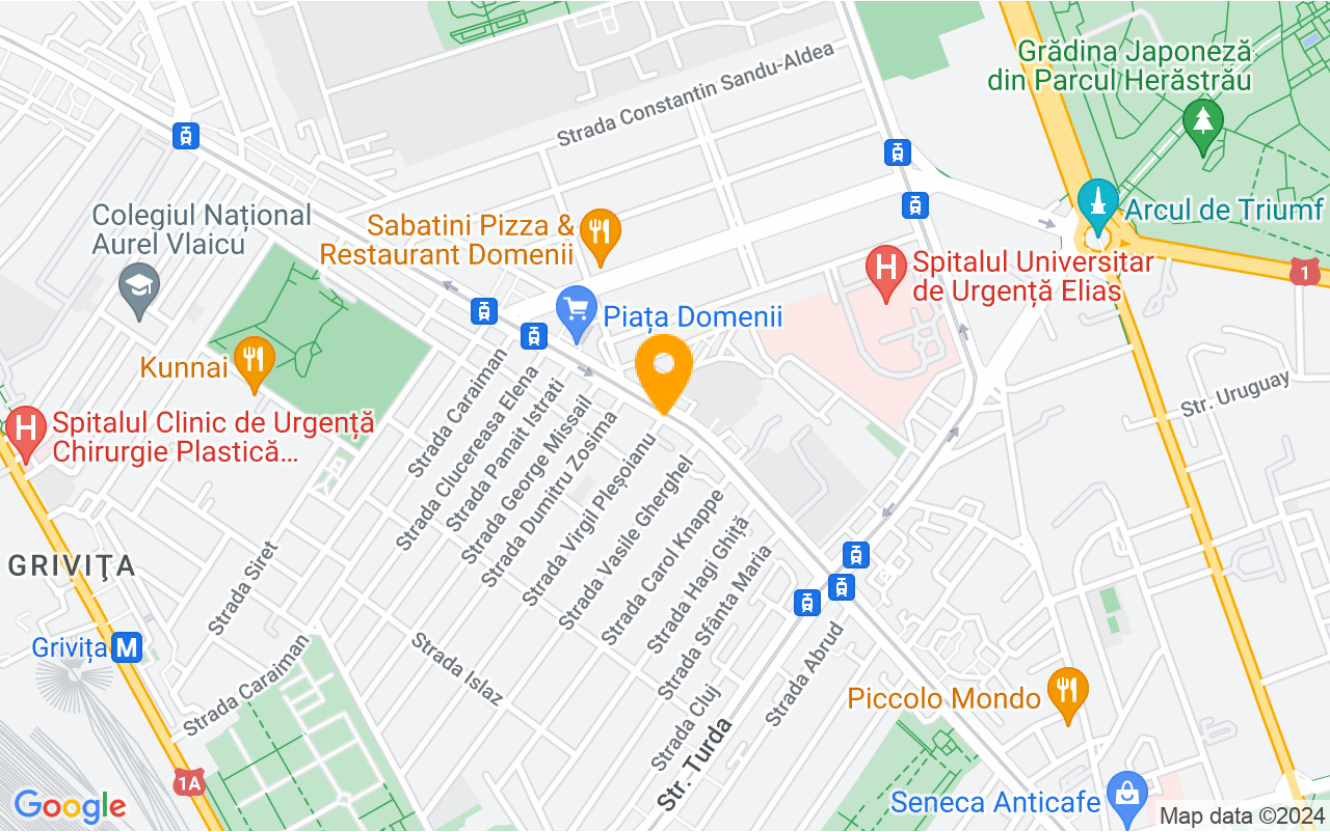 Grădina Japoneză
din Parcul Herăstrău
Strada Constantin Sandu-Aldea
Colegiul Național
Aurel Vlaicu
Sabatini Pizza &
Restaurant Domenii
Arcul de Triumf
1
H
Spitalul Universitar
de Urgență Elias
Piața Domenii
Kunnai
Str. Uruguay
H
Spitalul Clinic de Urgență
Chirurgie Plastică...
Strada Caraiman
Strada Clucereasa Elena
Strada Panait Istrati
Strada George Missail
Strada Dumitru Zosima
Strada Virgil Pleșoianu
Strada Vasile Gherghel
Strada Carol Knappe
Strada Hagi Ghiță
Strada Sfânta Maria
GRIVIŢA
Strada Siret
Grivița
M
Strada Caraiman
Strada Islaz
Strada Cluj
Str. Turda
Strada Abrud
Piccolo Mondo
1A
Google
Seneca Anticafe
Map data ©2024